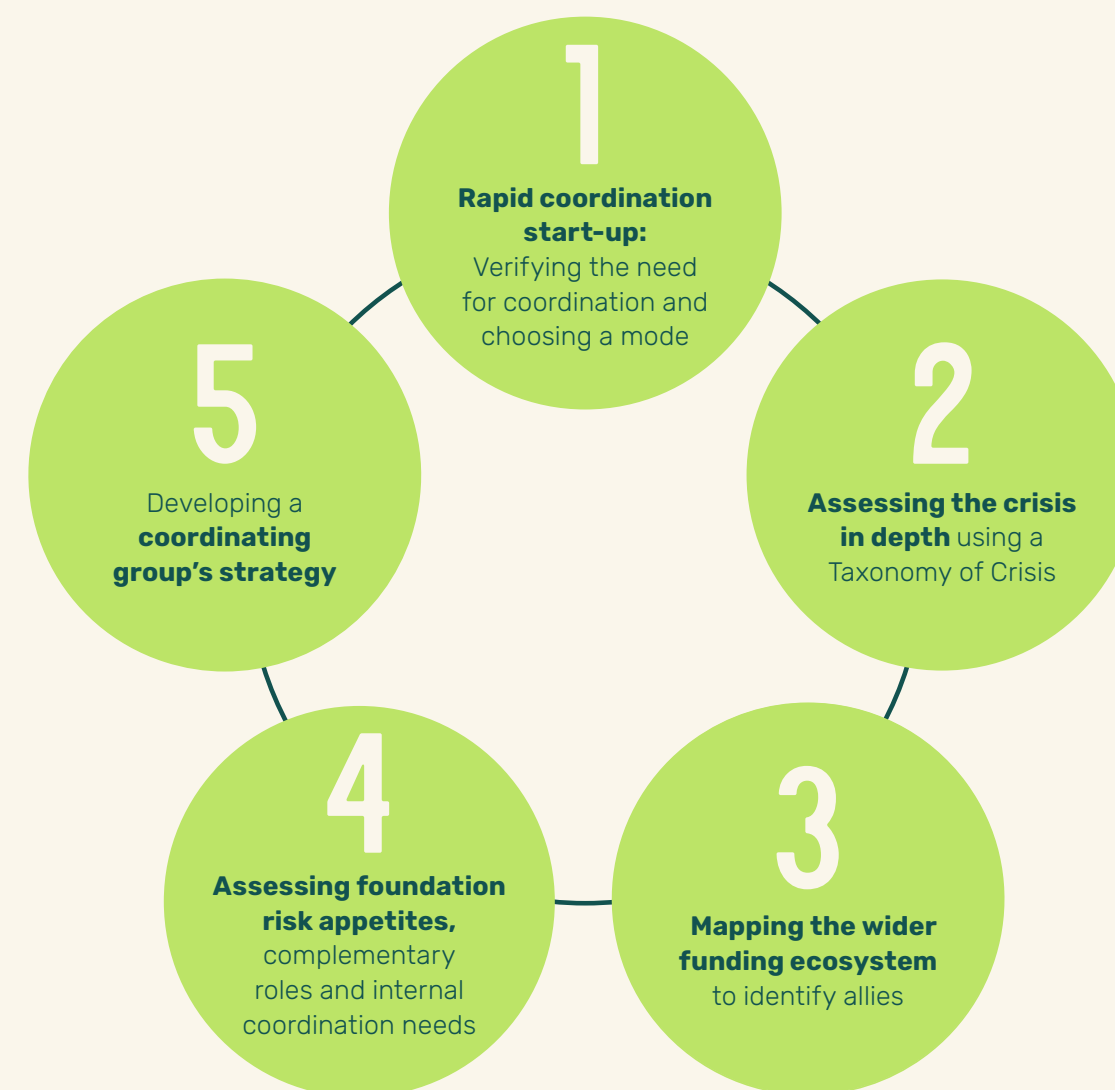 1
Rapid coordination
start-up:
Verifying the need
for coordination and
choosing a mode
2
Assessing the crisis
in depth using a
Taxonomy of Crisis
3
Mapping the wider
funding ecosystem
to identify allies
4
Assessing foundation
risk appetites,
complementary
roles and internal
coordination needs
5
Developing a
coordinating
group’s strategy